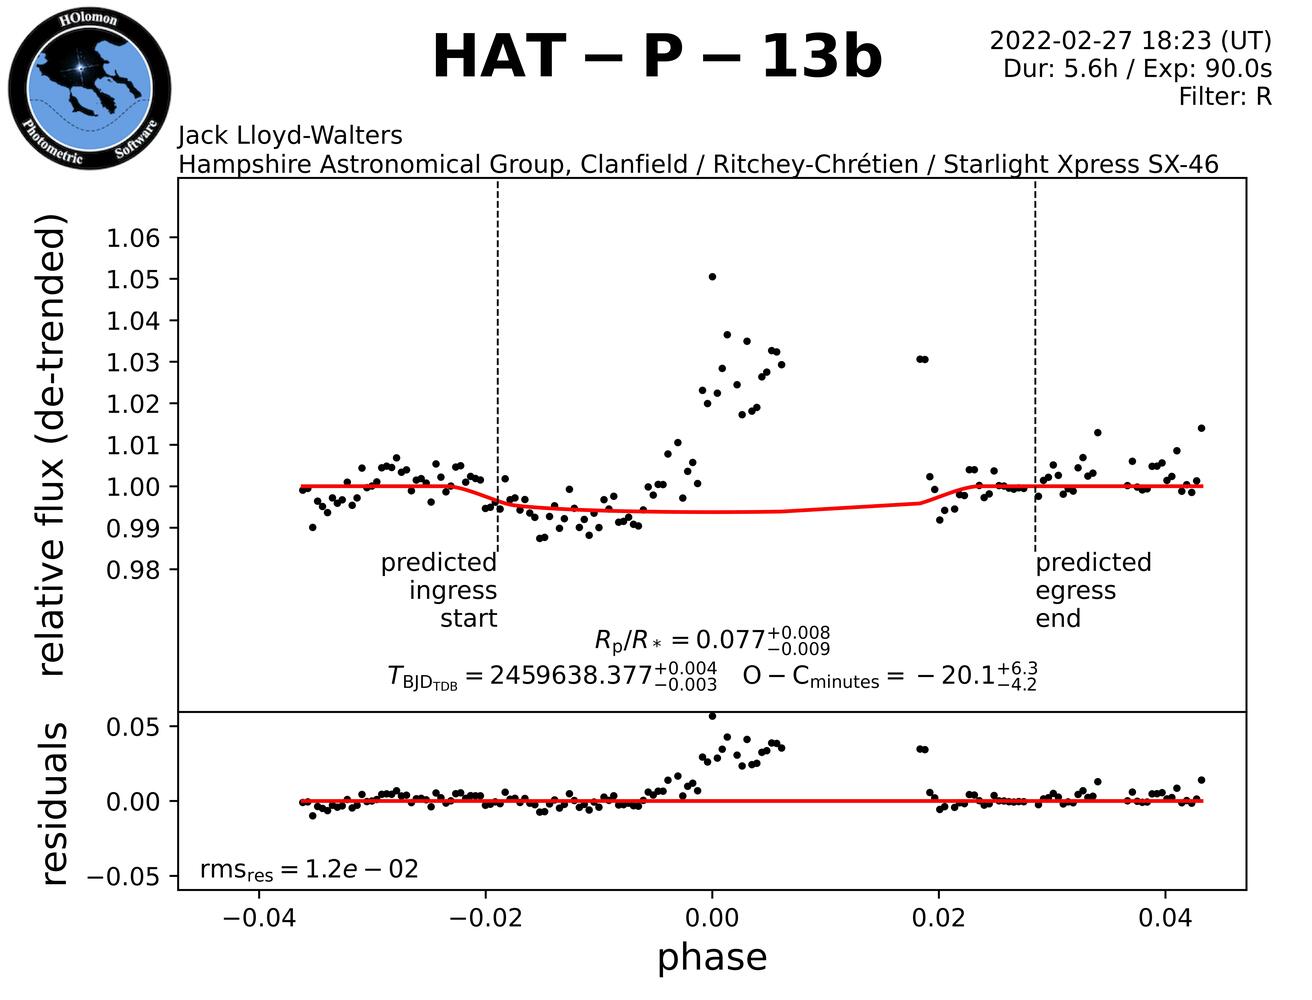 HOlomon
Photometric Software
HAT – P – 13b
2022-02-27 18:23 (UT)
Dur: 5.6h / Exp: 90.0s
Filter: R
Jack Lloyd-Walters
Hampshire Astronomical Group, Clanfield / Ritchey-Chrétien / Starlight Xpress SX-46
relative flux (de-trended)
1.06
1.05
1.04
1.03
1.02
1.01
1.00
0.99
0.98
predicted
ingress
start
predicted
egress
end
Rp/R* = 0.077 +0.008 −0.009
T BJD TDB = 2459638.377 +0.004 −0.003 O − C minutes = − 20.1 +6.3 −4.2
residuals
0.05
0.00
−0.05
rms res = 1.2e − 02
−0.04 −0.02 0.00 0.02 0.04
phase